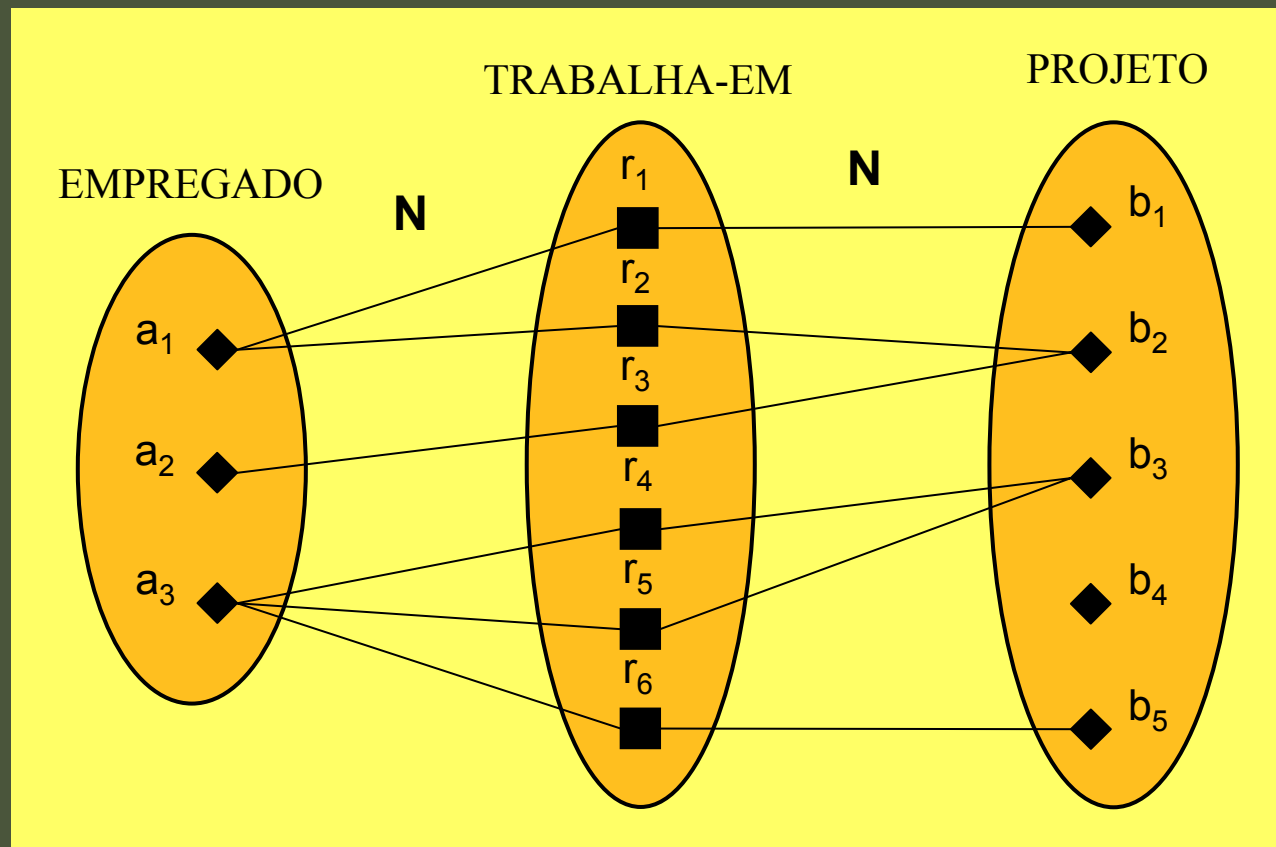 EMPREGADO
N
TRABALHA-EM
N
PROJETO
a₁
a₂
a₃
r₁
r₂
r₃
r₄
r₅
r₆
b₁
b₂
b₃
b₄
b₅